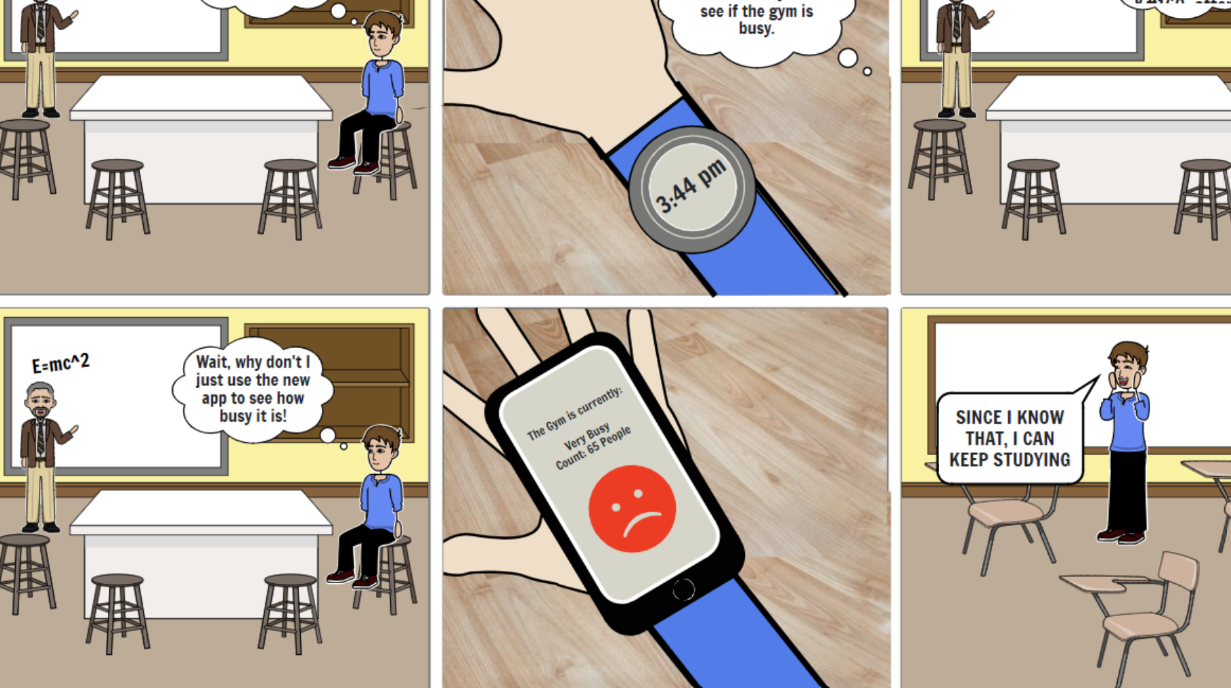 see if the gym is
busy.
3:44 pm
E=mc^2
Wait, why don't I
just use the new
app to see how
busy it is!
The Gym is currently:
Very Busy
Count: 65 People
SINCE I KNOW
THAT, I CAN
KEEP STUDYING